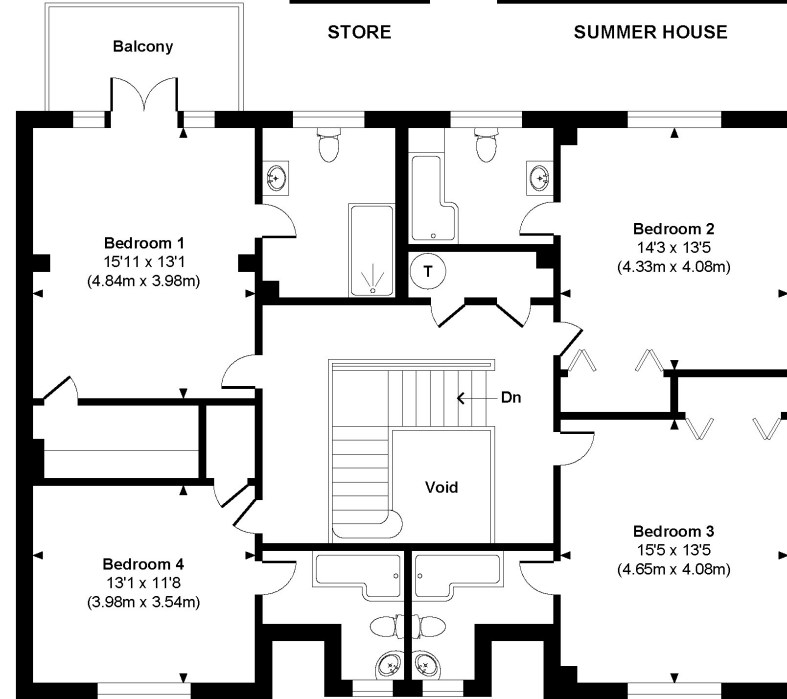 STORE
SUMMER HOUSE
Balcony
Bedroom 1
15'11 x 13'1
(4.84m x 3.98m)
Bedroom 2
14'3 x 13'5
(4.33m x 4.08m)
T
Dn
Void
Bedroom 3
15'5 x 13'5
(4.65m x 4.08m)
Bedroom 4
13'1 x 11'8
(3.98m x 3.54m)